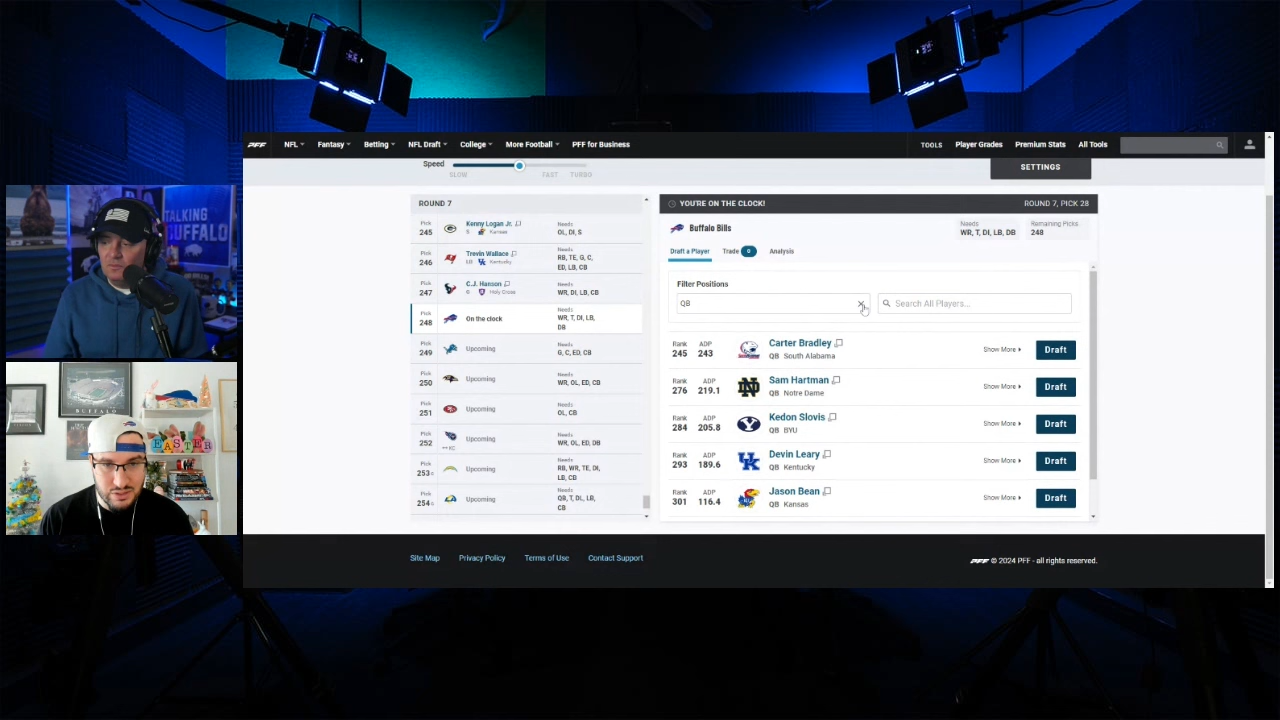 PFF NFL Fantasy Betting NFL Draft College More Football PFF for Business TOOLS Player Grades Premium Stats All Tools
Speed
SLOW FAST TURBO
SETTINGS
TALKING
BUFFALO
BUFFALO
EASTER
ROUND 7
Pick
245
Kenny Logan Jr.
S Kansas
Needs
OL, DI, S
Pick
246
Trevin Wallace
LB Kentucky
Needs
RB, TE, G, C,
ED, LB, CB
Pick
247
C.J. Hanson
G Holy Cross
Needs
WR, DI, LB, CB
Pick
248
On the clock
Needs
WR, T, DI, LB,
DB
Pick
249
Upcoming
Needs
G, C, ED, CB
Pick
250
Upcoming
Needs
WR, OL, ED, CB
Pick
251
Upcoming
Needs
OL, CB
Pick
252
Upcoming
Needs
WR, OL, ED, DB
Pick
253
Upcoming
Needs
RB, WR, TE, DI,
LB, CB
Pick
254
Upcoming
Needs
QB, T, DL, LB,
CB
YOU'RE ON THE CLOCK! ROUND 7, PICK 28
Buffalo Bills
Needs
WR, T, DI, LB, DB
Remaining Picks
248
Draft a Player Trade 0 Analysis
Filter Positions
QB
Search All Players...
Rank
245
ADP
243
Carter Bradley
QB South Alabama
Show More
Draft
Rank
276
ADP
219.1
Sam Hartman
QB Notre Dame
Show More
Draft
Rank
284
ADP
205.8
Kedon Slovis
QB BYU
Show More
Draft
Rank
293
ADP
189.6
Devin Leary
QB Kentucky
Show More
Draft
Rank
301
ADP
116.4
Jason Bean
QB Kansas
Show More
Draft
Site Map Privacy Policy Terms of Use Contact Support
PFF © 2024 PFF - all rights reserved.